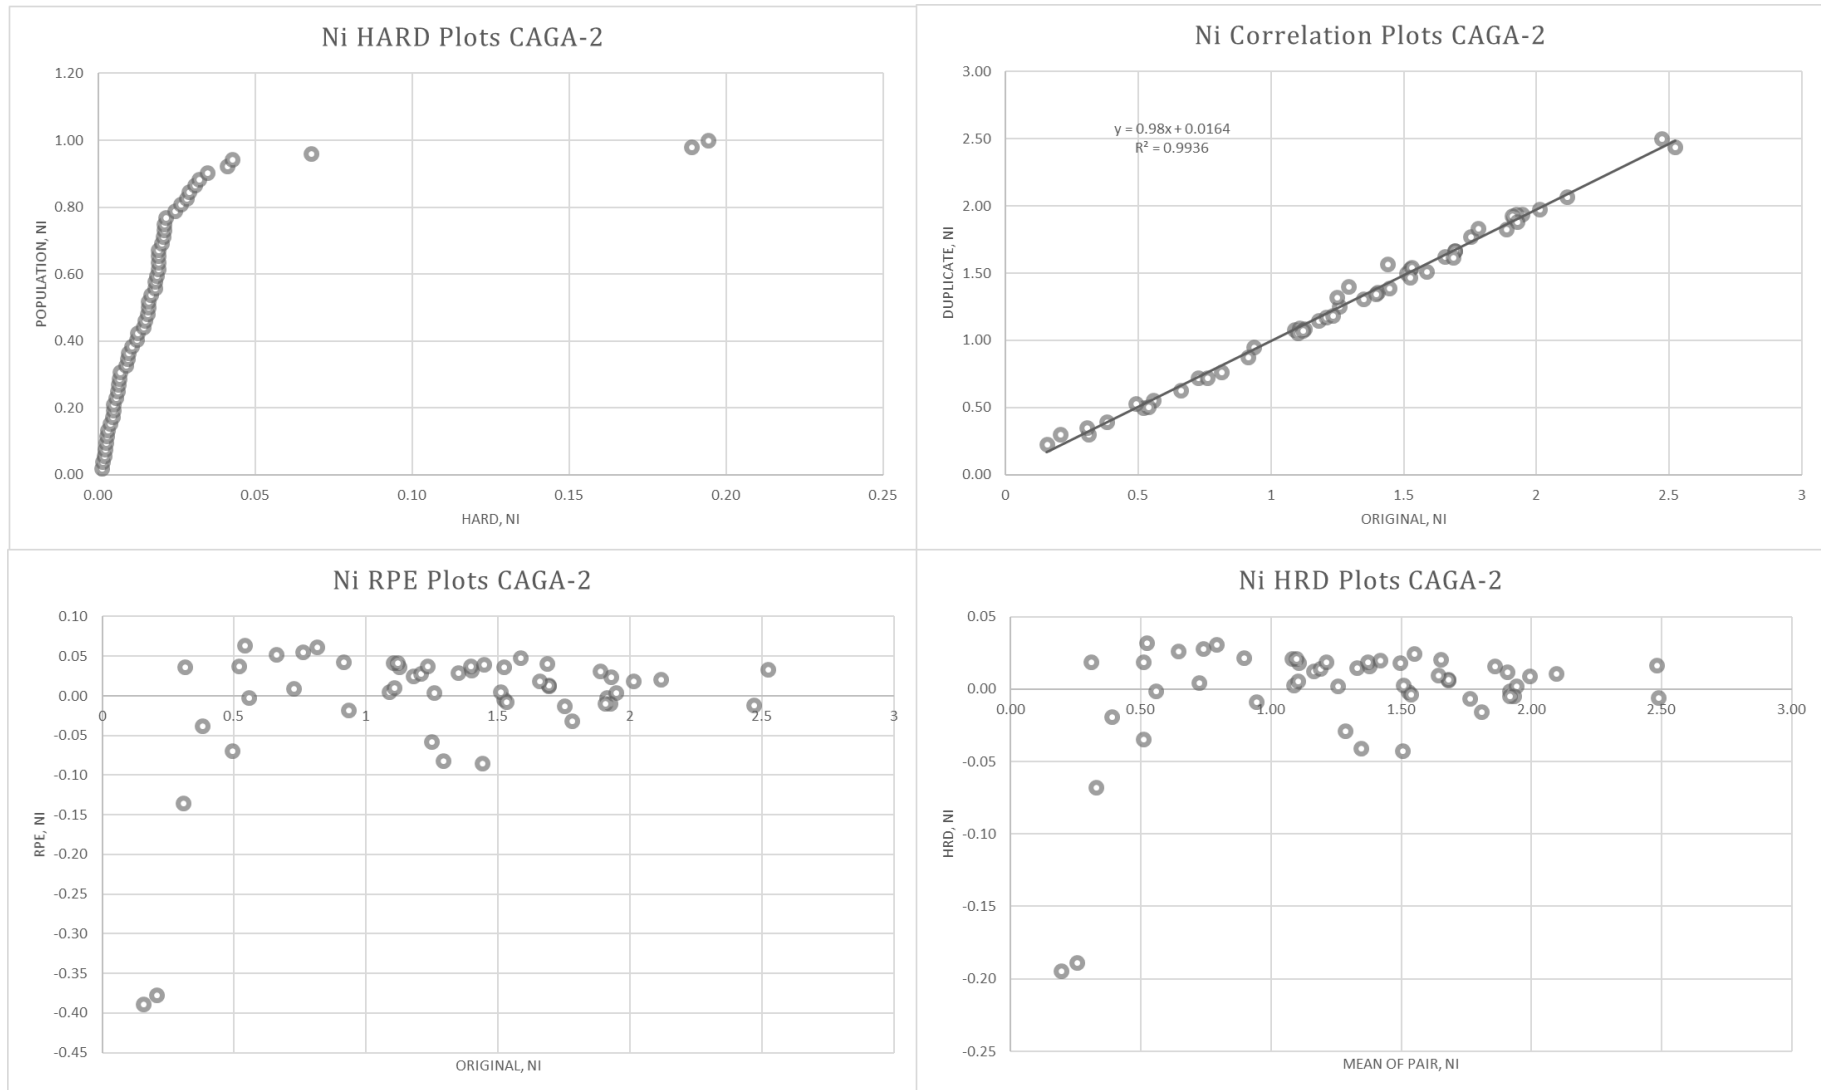 Ni HARD Plots CAGA-2
1.20
1.00
0.80
0.60
0.40
0.20
0.00
POPULATION, NI
0.00 0.05 0.10 0.15 0.20 0.25
HARD, NI
Ni Correlation Plots CAGA-2
3.00
2.50
2.00
1.50
1.00
0.50
0.00
DUPLICATE, NI
y = 0.98x + 0.0164
R² = 0.9936
0 0.5 1 1.5 2 2.5 3
ORIGINAL, NI
Ni RPE Plots CAGA-2
0.10
0.05
0.00
-0.05
-0.10
-0.15
-0.20
-0.25
-0.30
-0.35
-0.40
-0.45
RPE, NI
0 0.5 1 1.5 2 2.5 3
ORIGINAL, NI
Ni HRD Plots CAGA-2
0.05
0.00
-0.05
-0.10
-0.15
-0.20
-0.25
HRD, NI
0.00 0.50 1.00 1.50 2.00 2.50 3.00
MEAN OF PAIR, NI